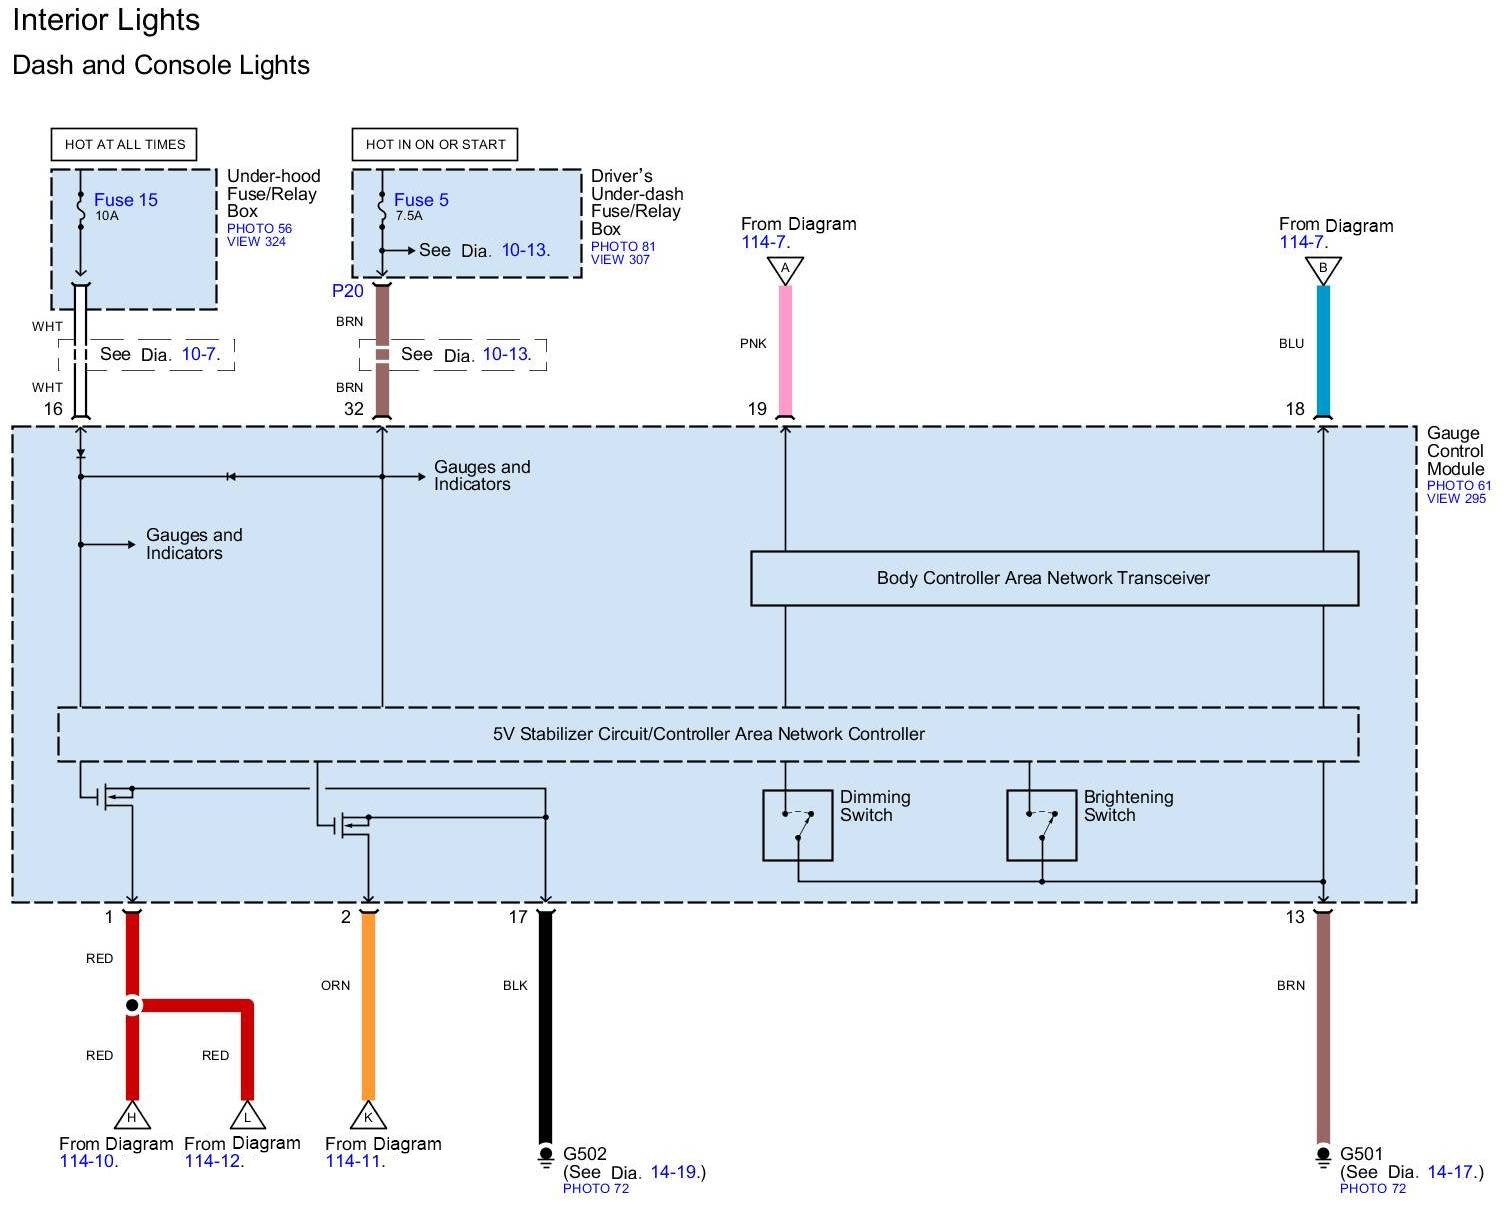 Interior Lights
Dash and Console Lights
HOT AT ALL TIMES
HOT IN ON OR START
Fuse 15
10A
Under-hood
Fuse/Relay
Box
PHOTO 56
VIEW 324
Fuse 5
7.5A
See Dia. 10-13.
Driver's
Under-dash
Fuse/Relay
Box
PHOTO 81
VIEW 307
From Diagram
114-7.
A
From Diagram
114-7.
B
P20
WHT
BRN
See Dia. 10-7.
See Dia. 10-13.
PNK
BLU
WHT
BRN
16
32
19
18
Gauge
Control
Module
PHOTO 61
VIEW 295
Gauges and
Indicators
Gauges and
Indicators
Body Controller Area Network Transceiver
5V Stabilizer Circuit/Controller Area Network Controller
Dimming
Switch
Brightening
Switch
1
2
17
13
RED
ORN
BLK
BRN
RED
RED
H
L
K
From Diagram
114-10.
From Diagram
114-12.
From Diagram
114-11.
G502
(See Dia. 14-19.)
PHOTO 72
G501
(See Dia. 14-17.)
PHOTO 72